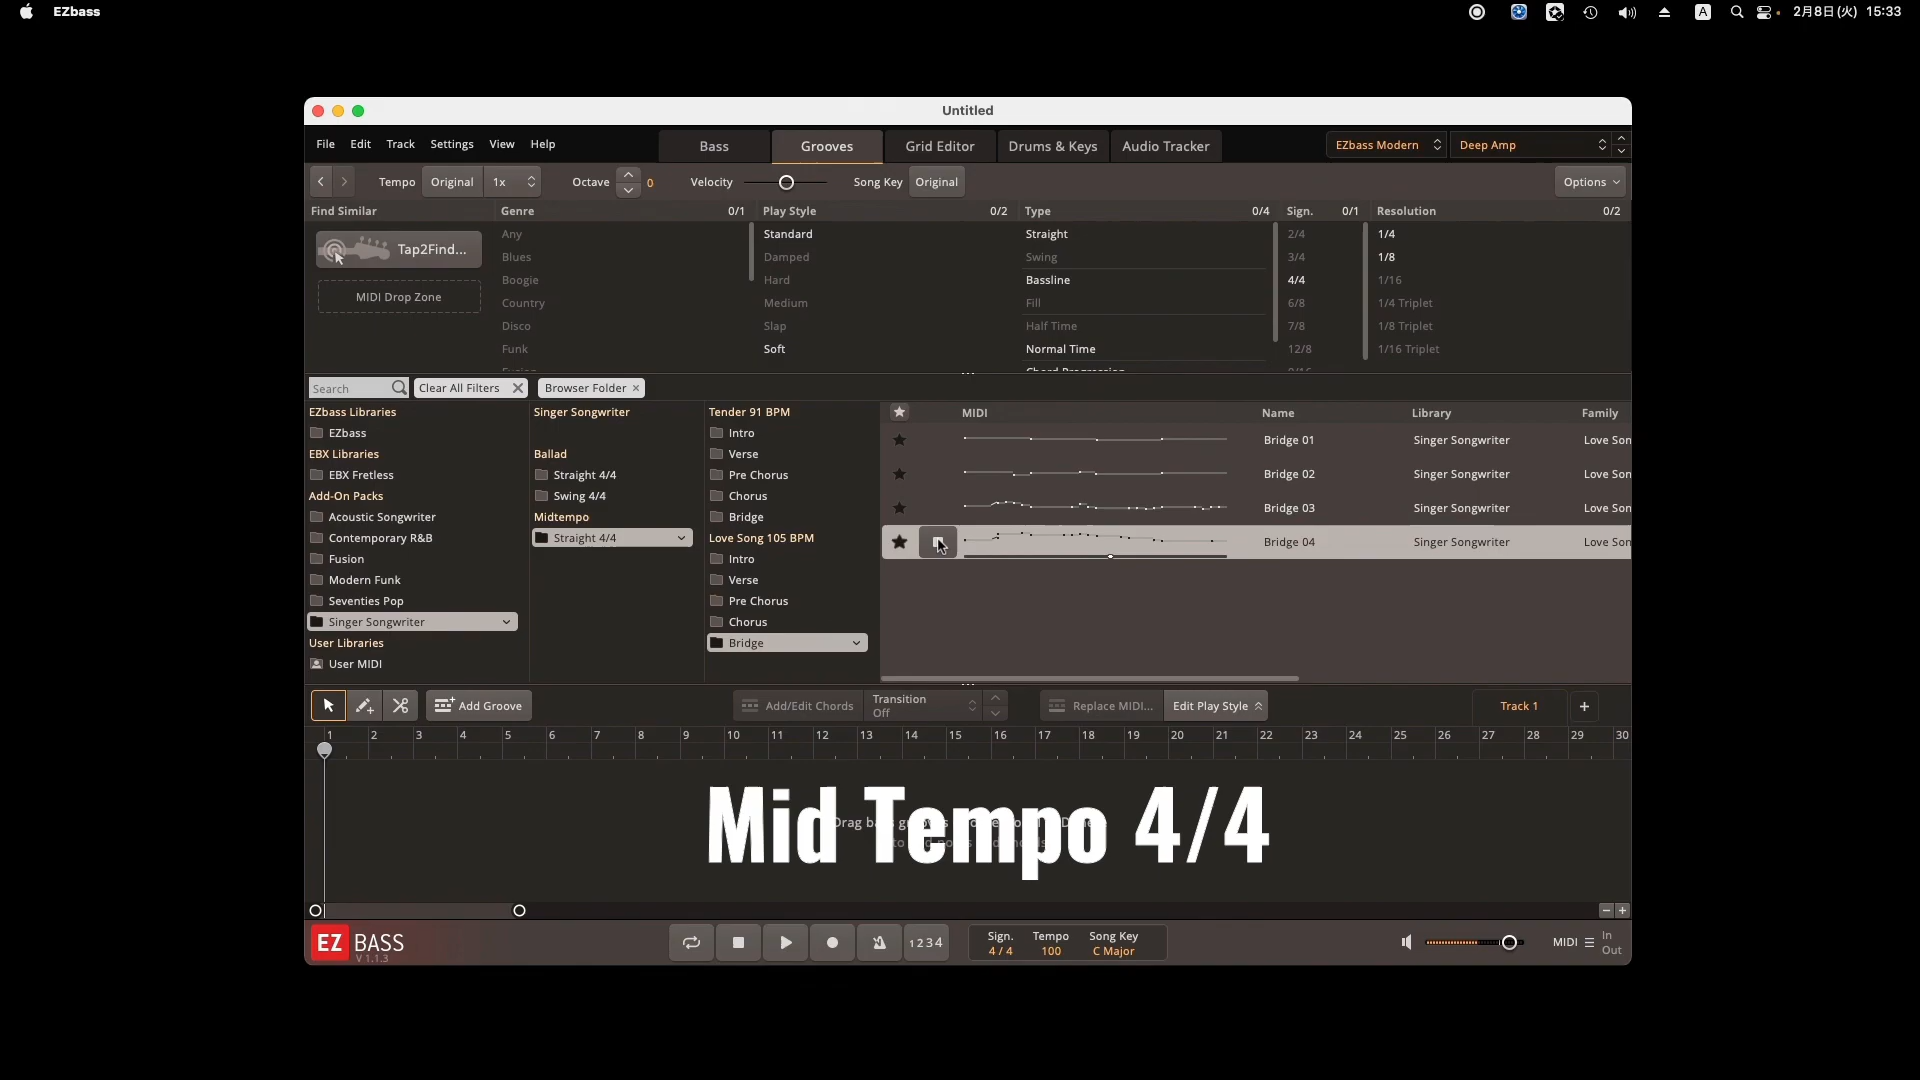 EZbass
A
2月8日(火) 15:33
Untitled
File Edit Track Settings View Help
Bass Grooves Grid Editor Drums & Keys Audio Tracker
EZbass Modern Deep Amp
Tempo Original 1x Octave 0 Velocity Song Key Original Options
Find Similar Genre 0/1 Play Style 0/2 Type 0/4 Sign. 0/1 Resolution 0/2
Tap2Find...
MIDI Drop Zone
Any Standard Straight 2/4 1/4
Blues Damped Swing 3/4 1/8
Boogie Hard Bassline 4/4 1/16
Country Medium Fill 6/8 1/4 Triplet
Disco Slap Half Time 7/8 1/8 Triplet
Funk Soft Normal Time 12/8 1/16 Triplet
Search Clear All Filters Browser Folder
EZbass Libraries
EZbass
EBX Libraries
EBX Fretless
Add-On Packs
Acoustic Songwriter
Contemporary R&B
Fusion
Modern Funk
Seventies Pop
Singer Songwriter
User Libraries
User MIDI
Singer Songwriter
Ballad
Straight 4/4
Swing 4/4
Midtempo
Straight 4/4
Tender 91 BPM
Intro
Verse
Pre Chorus
Chorus
Bridge
Love Song 105 BPM
Intro
Verse
Pre Chorus
Chorus
Bridge
MIDI Name Library Family
Bridge 01 Singer Songwriter Love Son
Bridge 02 Singer Songwriter Love Son
Bridge 03 Singer Songwriter Love Son
Bridge 04 Singer Songwriter Love Son
Add Groove Add/Edit Chords Transition Off Replace MIDI... Edit Play Style Track 1 +
1 2 3 4 5 6 7 8 9 10 11 12 13 14 15 16 17 18 19 20 21 22 23 24 25 26 27 28 29 30
Mid Tempo 4/4
EZ BASS
V 1.1.3
1234
Sign. Tempo Song Key
4 / 4 100 C Major
MIDI In Out